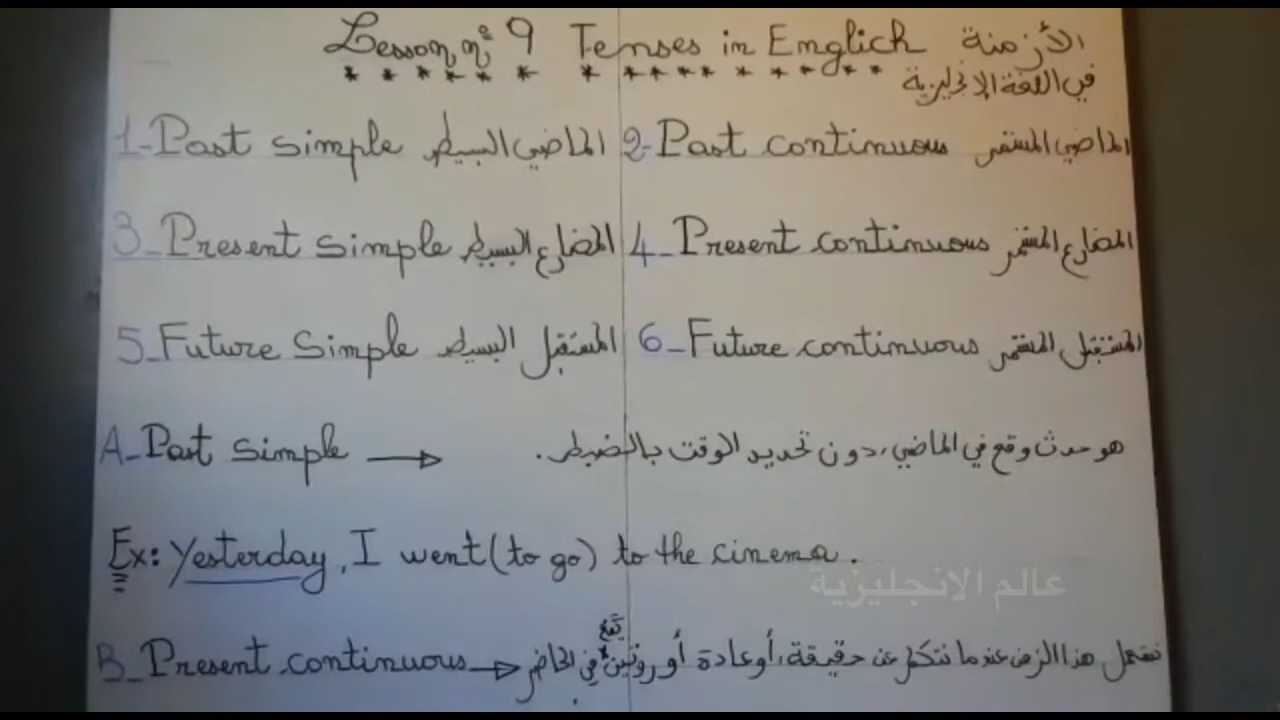 Lesson n° 9 Tenses in Englich الأزمنة
في اللغة الإنجليزية
1-Past simple الماضي البسيط 2-Past continuous الماضي المستمر
3-Present simple المضارع البسيط 4-Present continuous المضارع المستمر
5-Future Simple المستقبل البسيط 6-Future continuous المستقبل المستمر
A-Past simple → هو حدث وقع في الماضي، دون تحديد الوقت بالضبط.
Ex: Yesterday, I went (to go) to the cinema.
عالم الانجليزية
يقع
B-Present continuous → نستعمل هذا الزمن عندما نتكلم عن حقيقة، أو عادة أو روتين في الحاضر